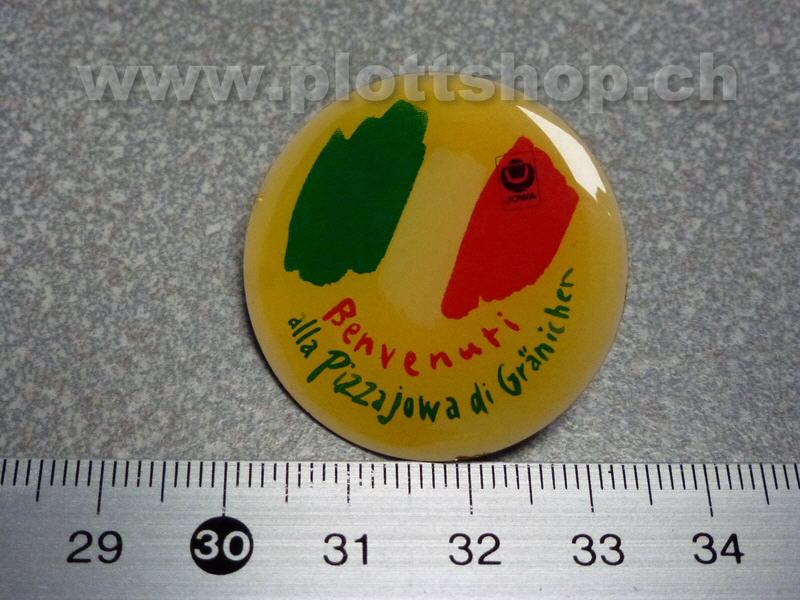 www.plottshop.ch
JOWA
Benvenuti
alla Pizzajowa di Gränichen
29 30 31 32 33 34